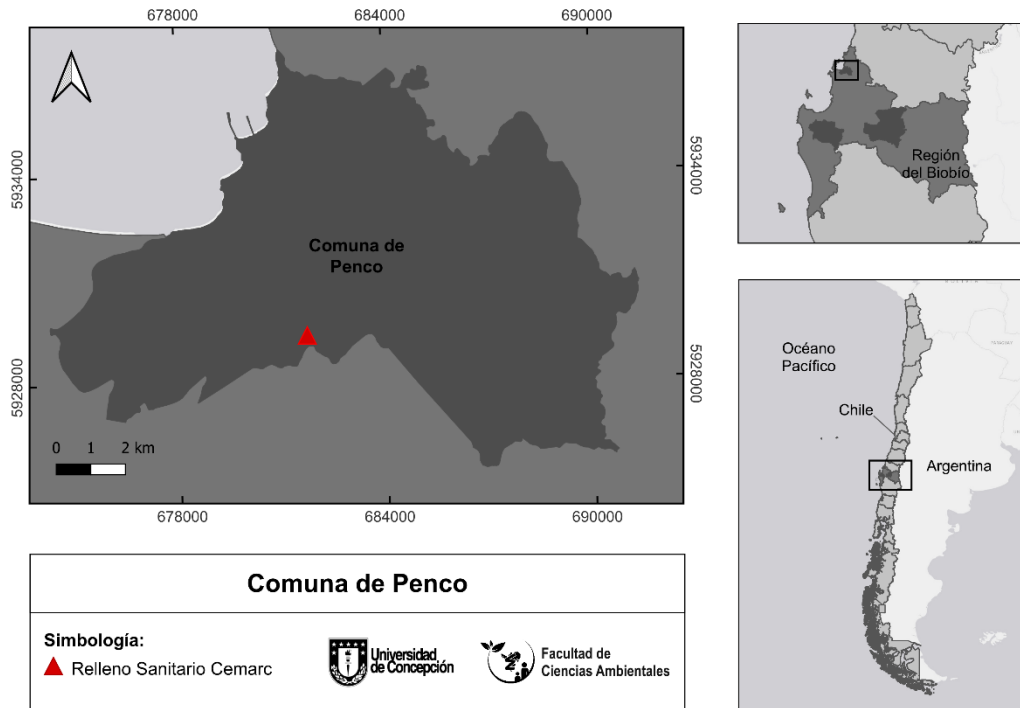 678000
684000
690000
5934000
5934000
5928000
5928000
Comuna de
Penco
0 1 2 km
678000
684000
690000
Comuna de Penco
Simbología:
Relleno Sanitario Cemarc
Universidad
de Concepción
Facultad de
Ciencias Ambientales
Región
del Biobío
Océano
Pacífico
Chile
Argentina